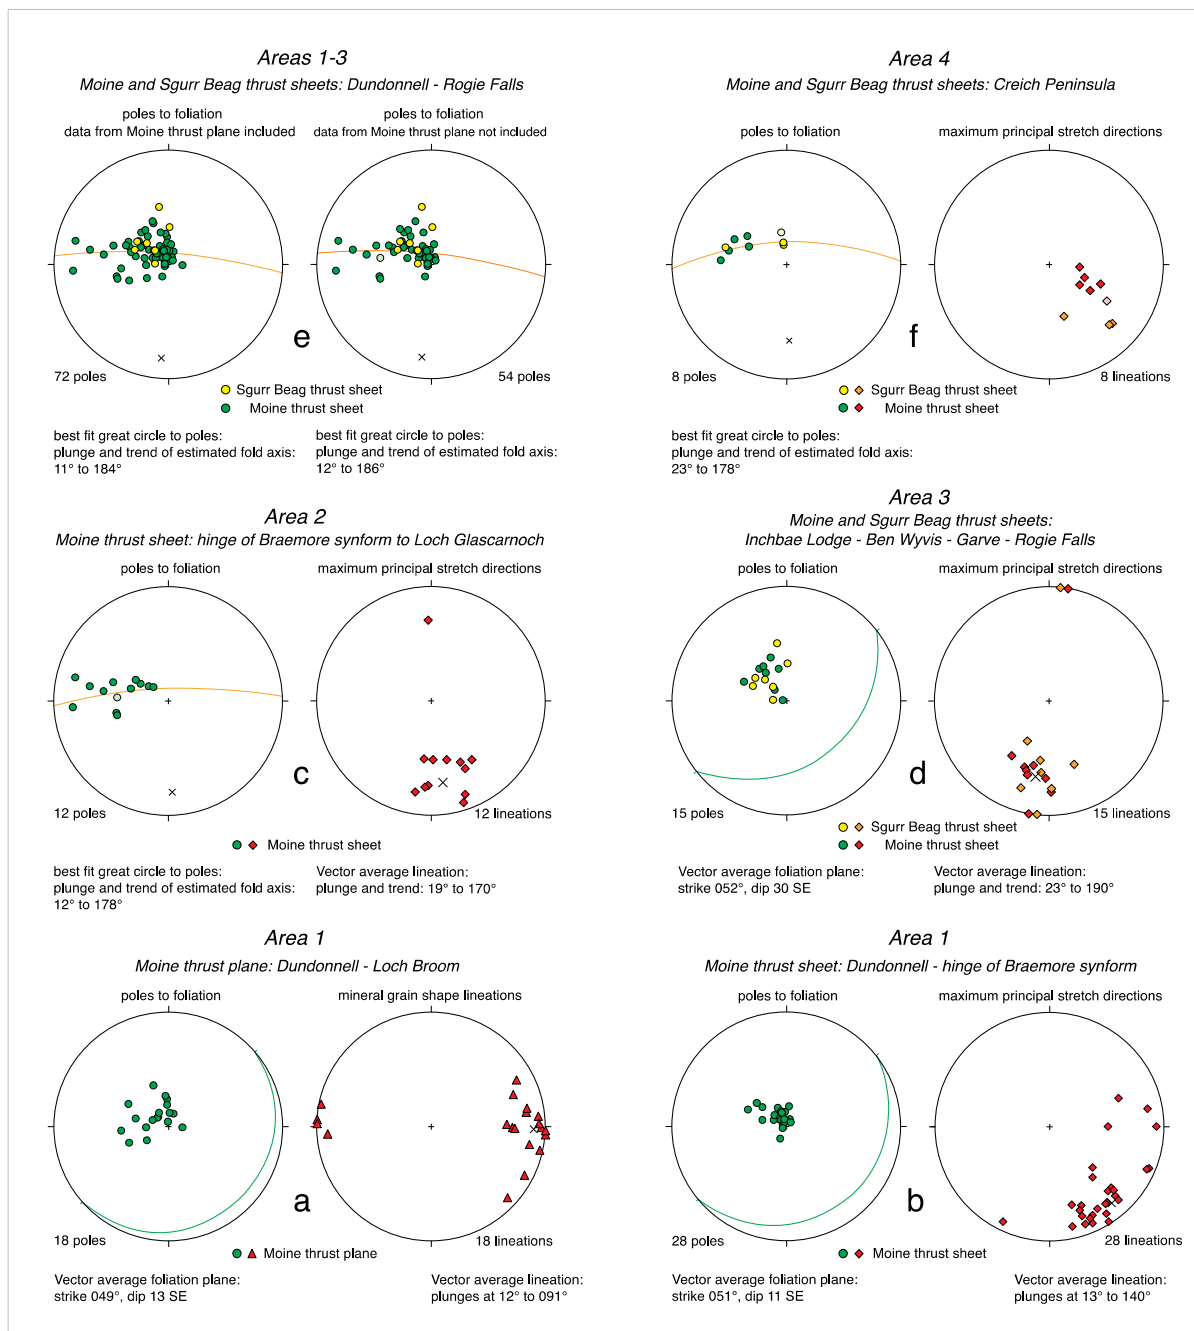 Areas 1-3
Moine and Sgurr Beag thrust sheets: Dundonnell - Rogie Falls
poles to foliation
data from Moine thrust plane included
poles to foliation
data from Moine thrust plane not included
e
72 poles
54 poles
Sgurr Beag thrust sheet
Moine thrust sheet
best fit great circle to poles:
plunge and trend of estimated fold axis:
11° to 184°
best fit great circle to poles:
plunge and trend of estimated fold axis:
12° to 186°
Area 4
Moine and Sgurr Beag thrust sheets: Creich Peninsula
poles to foliation
maximum principal stretch directions
f
8 poles
8 lineations
Sgurr Beag thrust sheet
Moine thrust sheet
best fit great circle to poles:
plunge and trend of estimated fold axis:
23° to 178°
Area 2
Moine thrust sheet: hinge of Braemore synform to Loch Glascarnoch
poles to foliation
maximum principal stretch directions
c
12 poles
12 lineations
Moine thrust sheet
best fit great circle to poles:
plunge and trend of estimated fold axis:
12° to 178°
Vector average lineation:
plunge and trend: 19° to 170°
Area 3
Moine and Sgurr Beag thrust sheets:
Inchbae Lodge - Ben Wyvis - Garve - Rogie Falls
poles to foliation
maximum principal stretch directions
d
15 poles
15 lineations
Sgurr Beag thrust sheet
Moine thrust sheet
Vector average foliation plane:
strike 052°, dip 30 SE
Vector average lineation:
plunge and trend: 23° to 190°
Area 1
Moine thrust plane: Dundonnell - Loch Broom
poles to foliation
mineral grain shape lineations
a
18 poles
18 lineations
Moine thrust plane
Vector average foliation plane:
strike 049°, dip 13 SE
Vector average lineation:
plunges at 12° to 091°
Area 1
Moine thrust sheet: Dundonnell - hinge of Braemore synform
poles to foliation
maximum principal stretch directions
b
28 poles
28 lineations
Moine thrust sheet
Vector average foliation plane:
strike 051°, dip 11 SE
Vector average lineation:
plunges at 13° to 140°